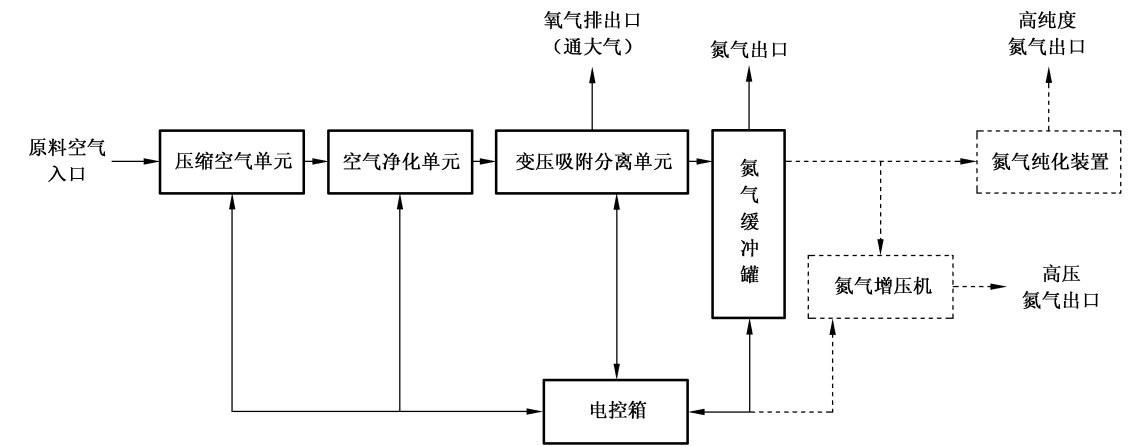 氧气排出口
（通大气）
氮气出口
高纯度
氮气出口
原料空气
入口
压缩空气单元
空气净化单元
变压吸附分离单元
氮气缓冲罐
氮气纯化装置
氮气增压机
高压
氮气出口
电控箱